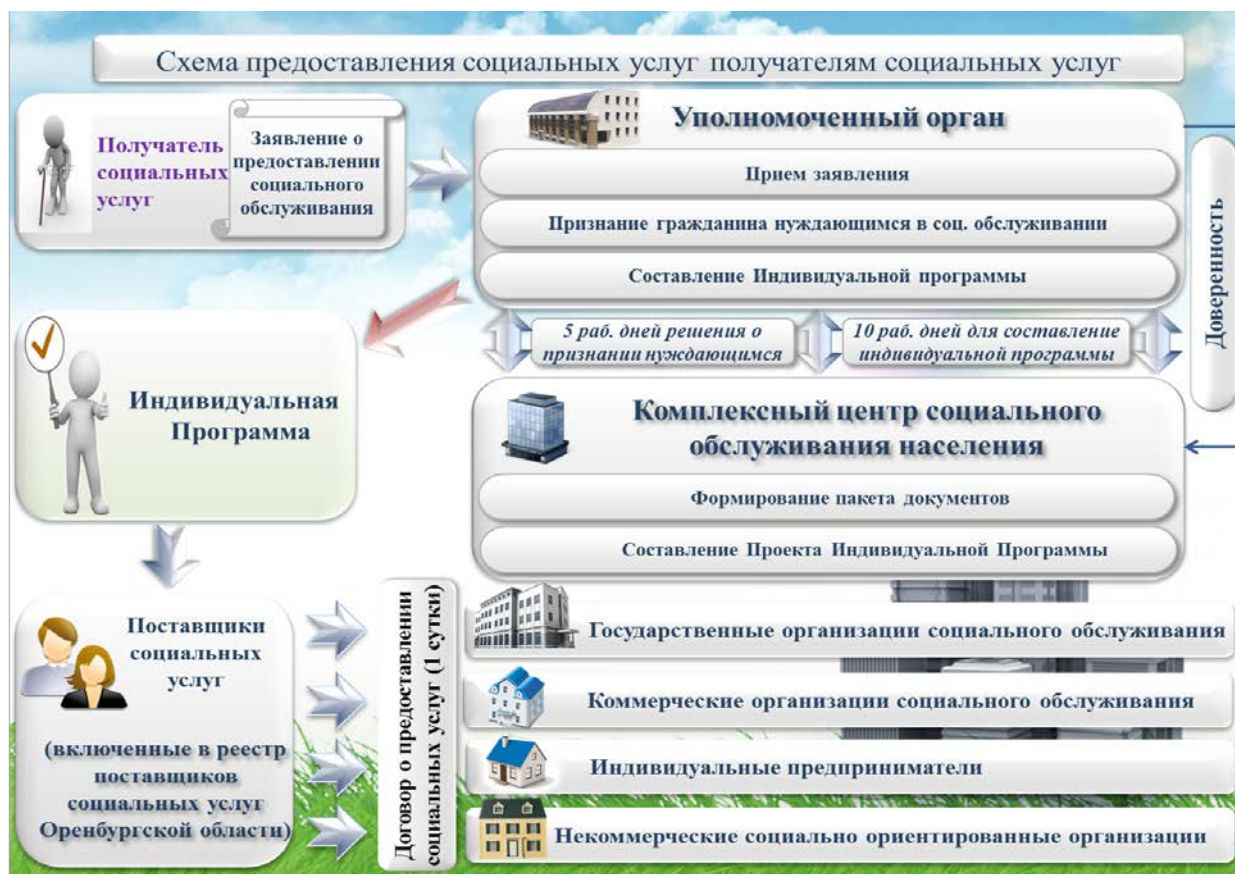 Схема предоставления социальных услуг получателям социальных услуг
Получатель
социальных
услуг
Заявление о
предоставлении
социального
обслуживания
Уполномоченный орган
Прием заявления
Признание гражданина нуждающимся в соц. обслуживании
Составление Индивидуальной программы
Доверенность
5 раб. дней решения о
признании нуждающимся
10 раб. дней для составление
индивидуальной программы
Индивидуальная
Программа
Комплексный центр социального
обслуживания населения
Формирование пакета документов
Составление Проекта Индивидуальной Программы
Поставщики
социальных
услуг
(включенные в реестр
поставщиков
социальных услуг
Оренбургской области)
Договор о предоставлении
социальных услуг (1 сутки)
Государственные организации социального обслуживания
Коммерческие организации социального обслуживания
Индивидуальные предприниматели
Некоммерческие социально ориентированные организации